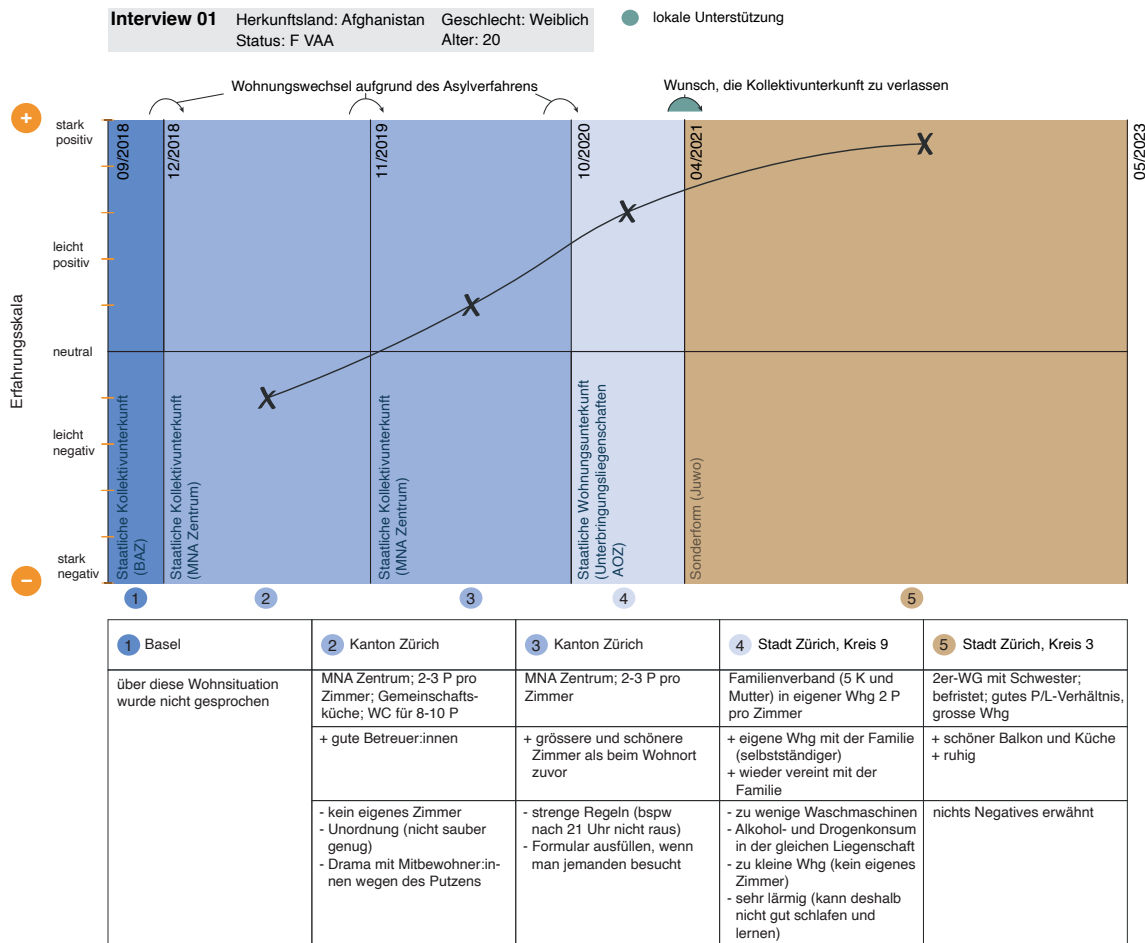 Interview 01
Herkunftsland: Afghanistan
Geschlecht: Weiblich
Status: F VAA
Alter: 20
lokale Unterstützung
Wohnungswechsel aufgrund des Asylverfahrens
Wunsch, die Kollektivunterkunft zu verlassen
Erfahrungsskala
+
stark
positiv
leicht
positiv
neutral
leicht
negativ
stark
negativ
−
09/2018
12/2018
11/2019
10/2020
04/2021
05/2023
Staatliche Kollektivunterkunft
(BAZ)
Staatliche Kollektivunterkunft
(MNA Zentrum)
Staatliche Kollektivunterkunft
(MNA Zentrum)
Staatliche Wohnungsunterkunft
(Unterbringungsliegenschaften
AOZ)
Sonderform (Juwo)
1
2
3
4
5
1 Basel
über diese Wohnsituation
wurde nicht gesprochen
2 Kanton Zürich
MNA Zentrum; 2-3 P pro
Zimmer; Gemeinschafts-
küche; WC für 8-10 P
+ gute Betreuer:innen
- kein eigenes Zimmer
- Unordnung (nicht sauber
genug)
- Drama mit Mitbewohner:in-
nen wegen des Putzens
3 Kanton Zürich
MNA Zentrum; 2-3 P pro
Zimmer
+ grössere und schönere
Zimmer als beim Wohnort
zuvor
- strenge Regeln (bspw
nach 21 Uhr nicht raus)
- Formular ausfüllen, wenn
man jemanden besucht
4 Stadt Zürich, Kreis 9
Familienverband (5 K und
Mutter) in eigener Whg 2 P
pro Zimmer
+ eigene Whg mit der Familie
(selbstständiger)
+ wieder vereint mit der
Familie
- zu wenige Waschmaschinen
- Alkohol- und Drogenkonsum
in der gleichen Liegenschaft
- zu kleine Whg (kein eigenes
Zimmer)
- sehr lärmig (kann deshalb
nicht gut schlafen und
lernen)
5 Stadt Zürich, Kreis 3
2er-WG mit Schwester;
befristet; gutes P/L-Verhältnis,
grosse Whg
+ schöner Balkon und Küche
+ ruhig
nichts Negatives erwähnt